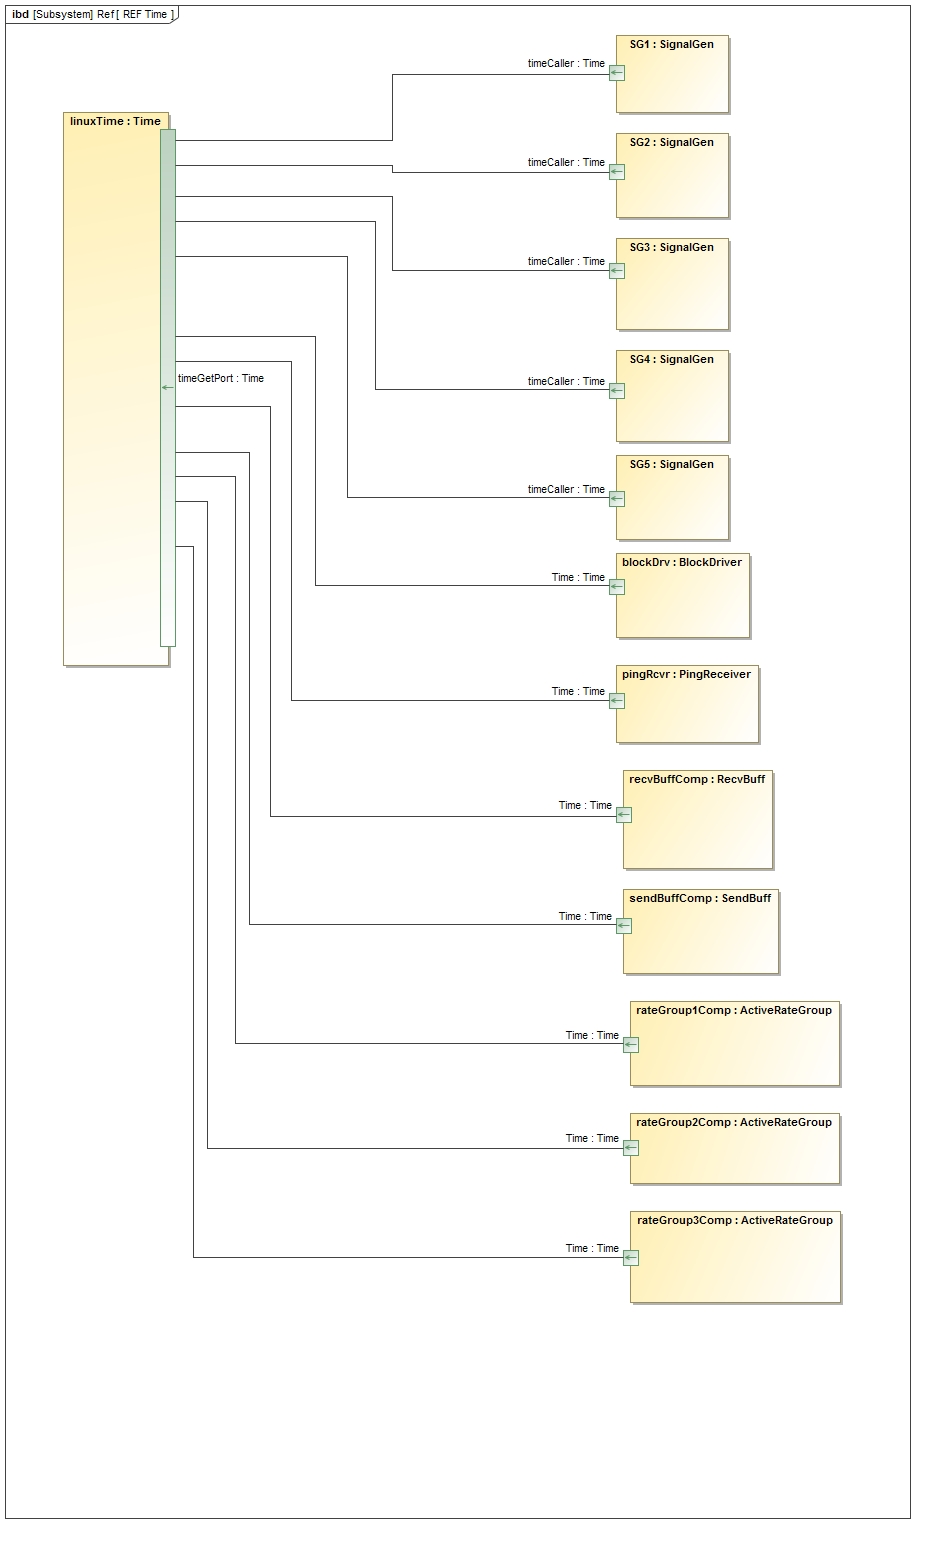 ibd [Subsystem] Ref [ REF Time ]
SG1 : SignalGen
timeCaller : Time
linuxTime : Time
SG2 : SignalGen
timeCaller : Time
SG3 : SignalGen
timeCaller : Time
SG4 : SignalGen
timeGetPort : Time
timeCaller : Time
SG5 : SignalGen
timeCaller : Time
blockDrv : BlockDriver
Time : Time
pingRcvr : PingReceiver
Time : Time
recvBuffComp : RecvBuff
Time : Time
sendBuffComp : SendBuff
Time : Time
rateGroup1Comp : ActiveRateGroup
Time : Time
rateGroup2Comp : ActiveRateGroup
Time : Time
rateGroup3Comp : ActiveRateGroup
Time : Time